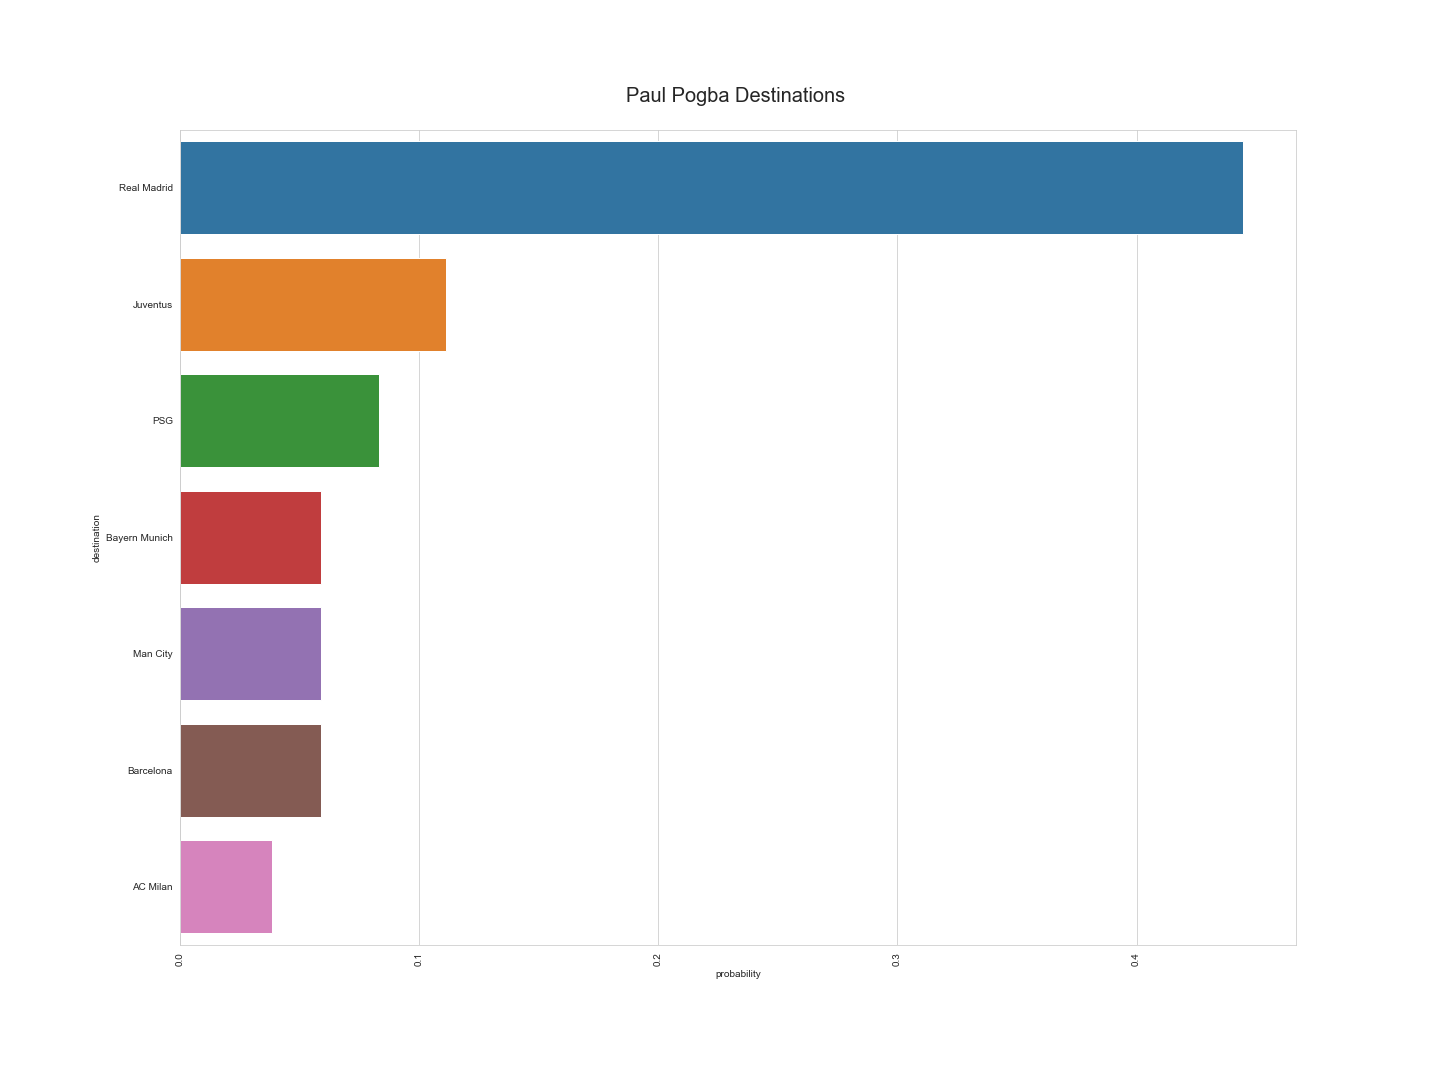 Paul Pogba Destinations
Real Madrid
Juventus
PSG
Bayern Munich
Man City
Barcelona
AC Milan
destination
0.0
0.1
0.2
0.3
0.4
probability